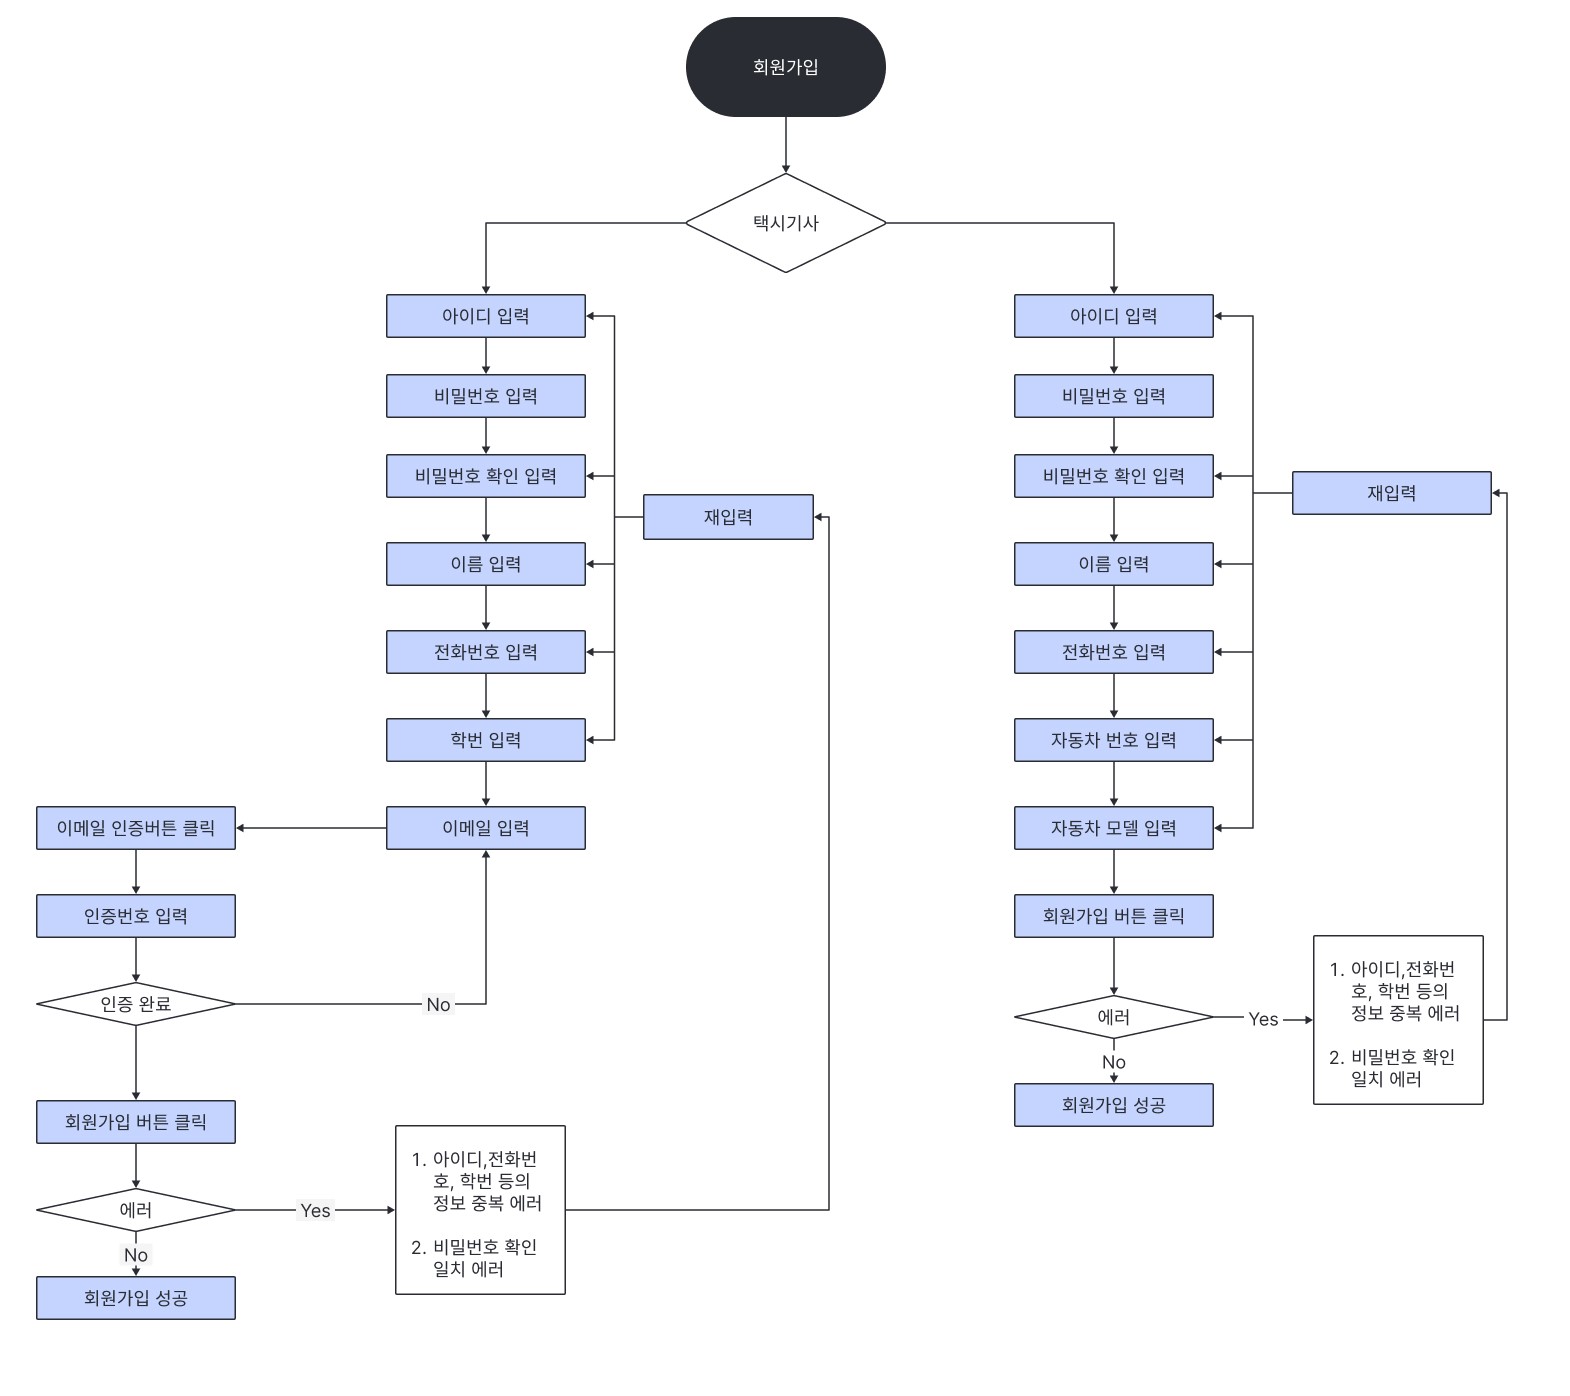 회원가입
택시기사
아이디 입력
비밀번호 입력
비밀번호 확인 입력
재입력
이름 입력
전화번호 입력
학번 입력
이메일 입력
이메일 인증버튼 클릭
인증번호 입력
인증 완료
No
회원가입 버튼 클릭
에러
Yes
1. 아이디,전화번
호, 학번 등의
정보 중복 에러
2. 비밀번호 확인
일치 에러
No
회원가입 성공
아이디 입력
비밀번호 입력
비밀번호 확인 입력
재입력
이름 입력
전화번호 입력
자동차 번호 입력
자동차 모델 입력
회원가입 버튼 클릭
에러
Yes
1. 아이디,전화번
호, 학번 등의
정보 중복 에러
2. 비밀번호 확인
일치 에러
No
회원가입 성공